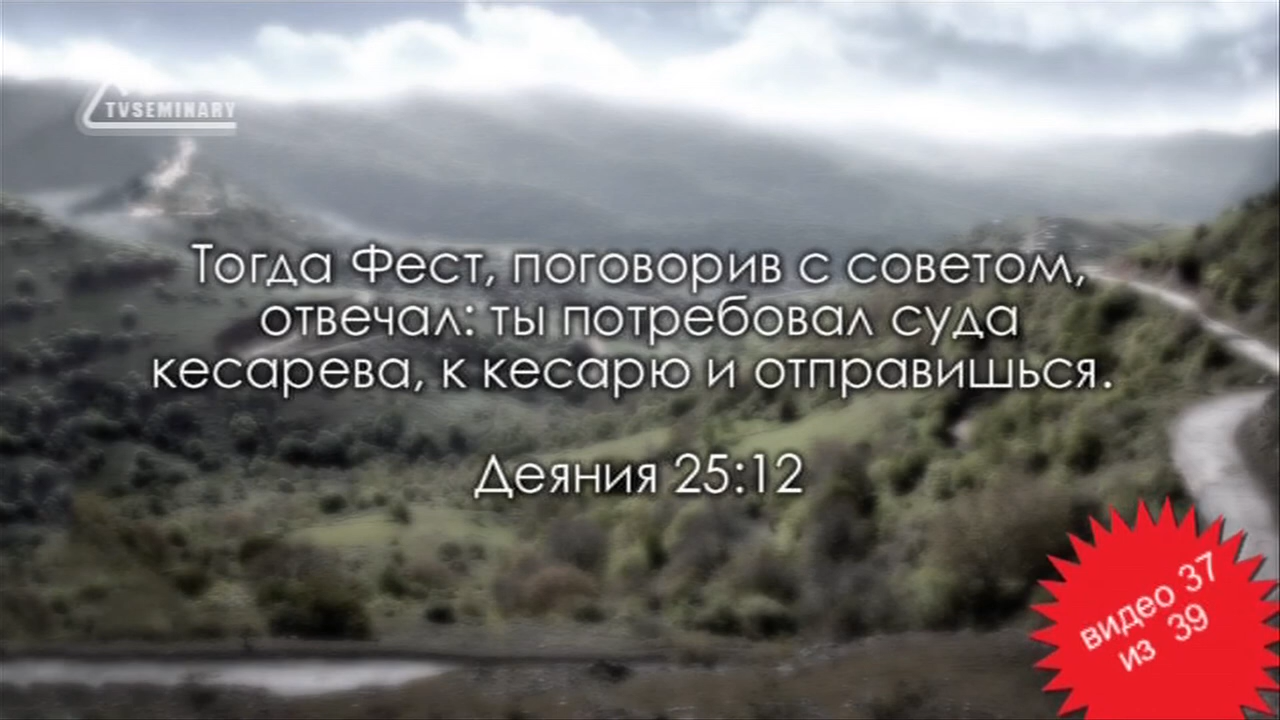 TVSEMINARY
Тогда Фест, поговорив с советом,
отвечал: ты потребовал суда
кесарева, к кесарю и отправишься.
Деяния 25:12
видео 37
из 39